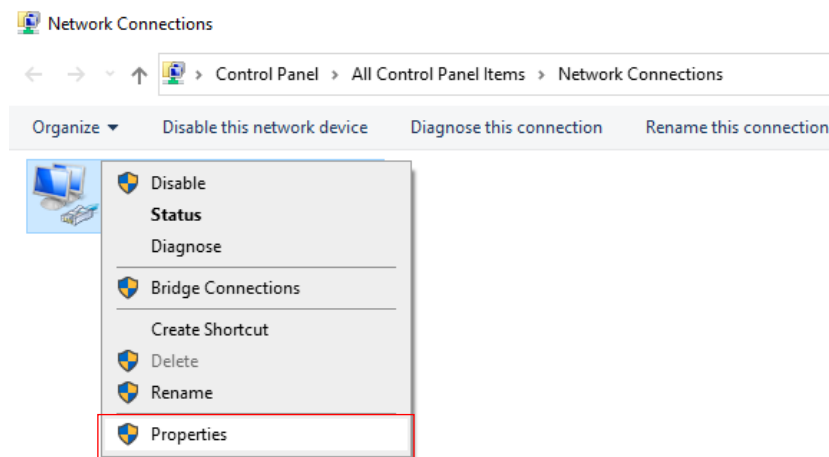 Network Connections
Control Panel › All Control Panel Items › Network Connections
Organize Disable this network device Diagnose this connection Rename this connection
Disable
Status
Diagnose
Bridge Connections
Create Shortcut
Delete
Rename
Properties